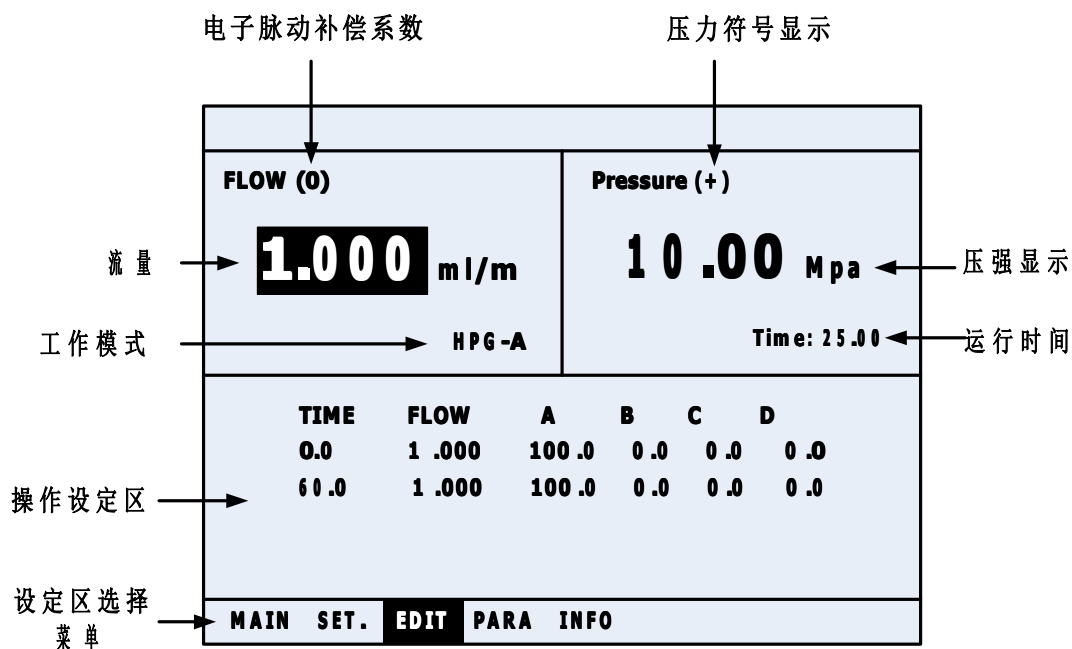 电子脉动补偿系数
压力符号显示
FLOW (0)
Pressure (+)
流量
1.000 ml/m
10.00 Mpa
压强显示
工作模式
HPG-A
Time: 25.00
运行时间
TIME FLOW A B C D
0.0 1.000 100.0 0.0 0.0 0.0
60.0 1.000 100.0 0.0 0.0 0.0
操作设定区
设定区选择
菜单
MAIN SET. EDIT PARA INFO